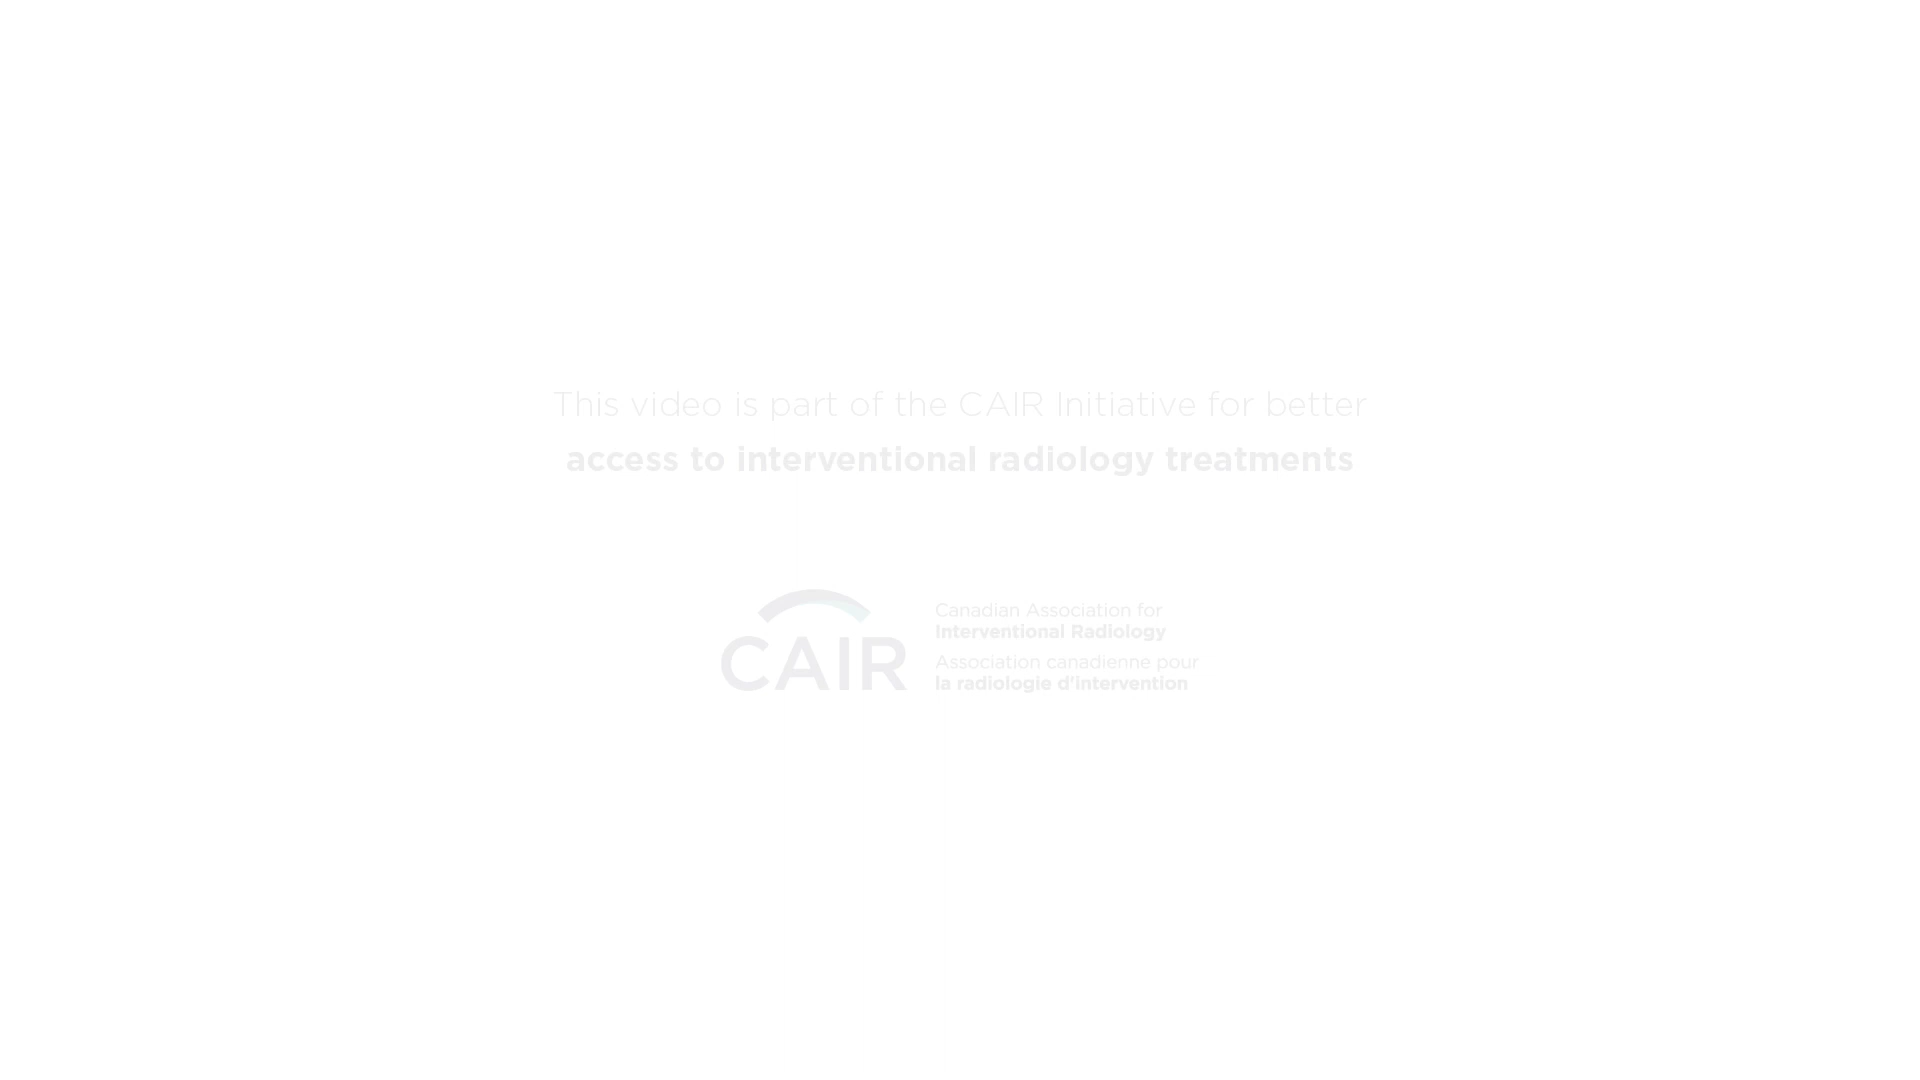 This video is part of the CAIR Initiative for better
access to interventional radiology treatments
CAIR
Canadian Association for
Interventional Radiology
Association canadienne pour
la radiologie d'intervention